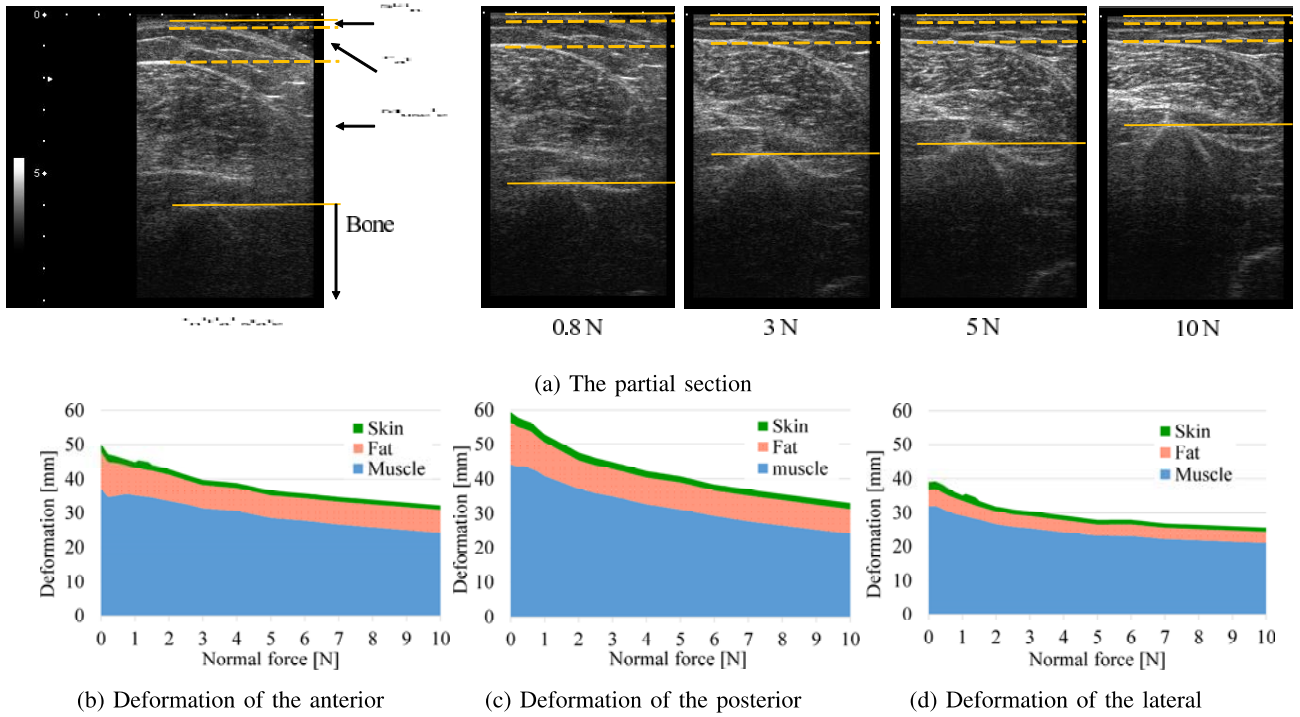 0
5
Bone
0.8 N
3 N
5 N
10 N
(a) The partial section
60
50
40
30
20
10
0
Deformation [mm]
Skin
Fat
Muscle
0 1 2 3 4 5 6 7 8 9 10
Normal force [N]
(b) Deformation of the anterior
60
50
40
30
20
10
0
Deformation [mm]
Skin
Fat
muscle
0 1 2 3 4 5 6 7 8 9 10
Normal force [N]
(c) Deformation of the posterior
60
50
40
30
20
10
0
Deformation [mm]
Skin
Fat
Muscle
0 1 2 3 4 5 6 7 8 9 10
Normal force [N]
(d) Deformation of the lateral